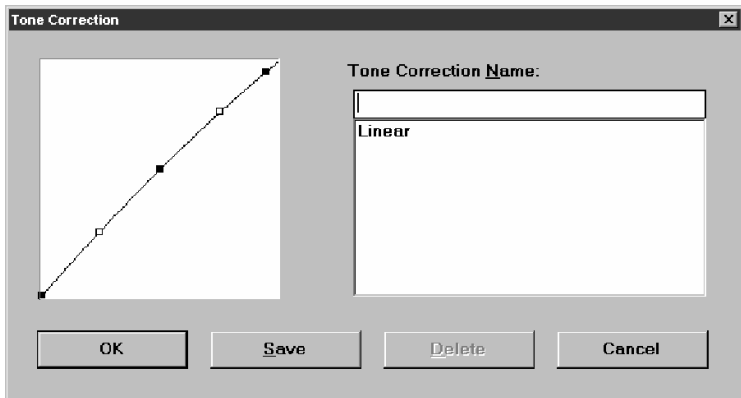 Tone Correction
Tone Correction Name:
Linear
OK
Save
Delete
Cancel